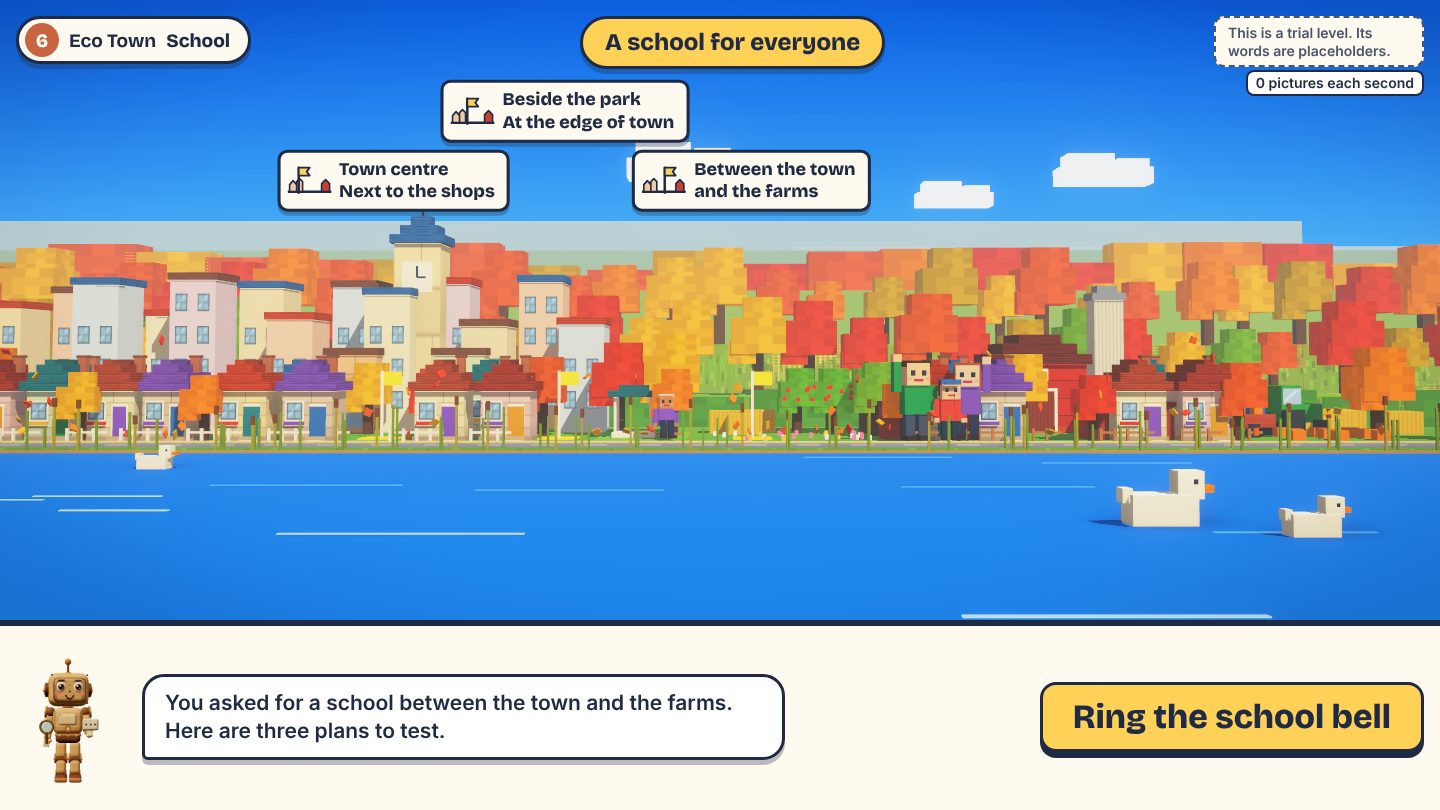 6 Eco Town School
A school for everyone
This is a trial level. Its
words are placeholders.
0 pictures each second
Beside the park
At the edge of town
Town centre
Next to the shops
Between the town
and the farms
You asked for a school between the town and the farms.
Here are three plans to test.
Ring the school bell